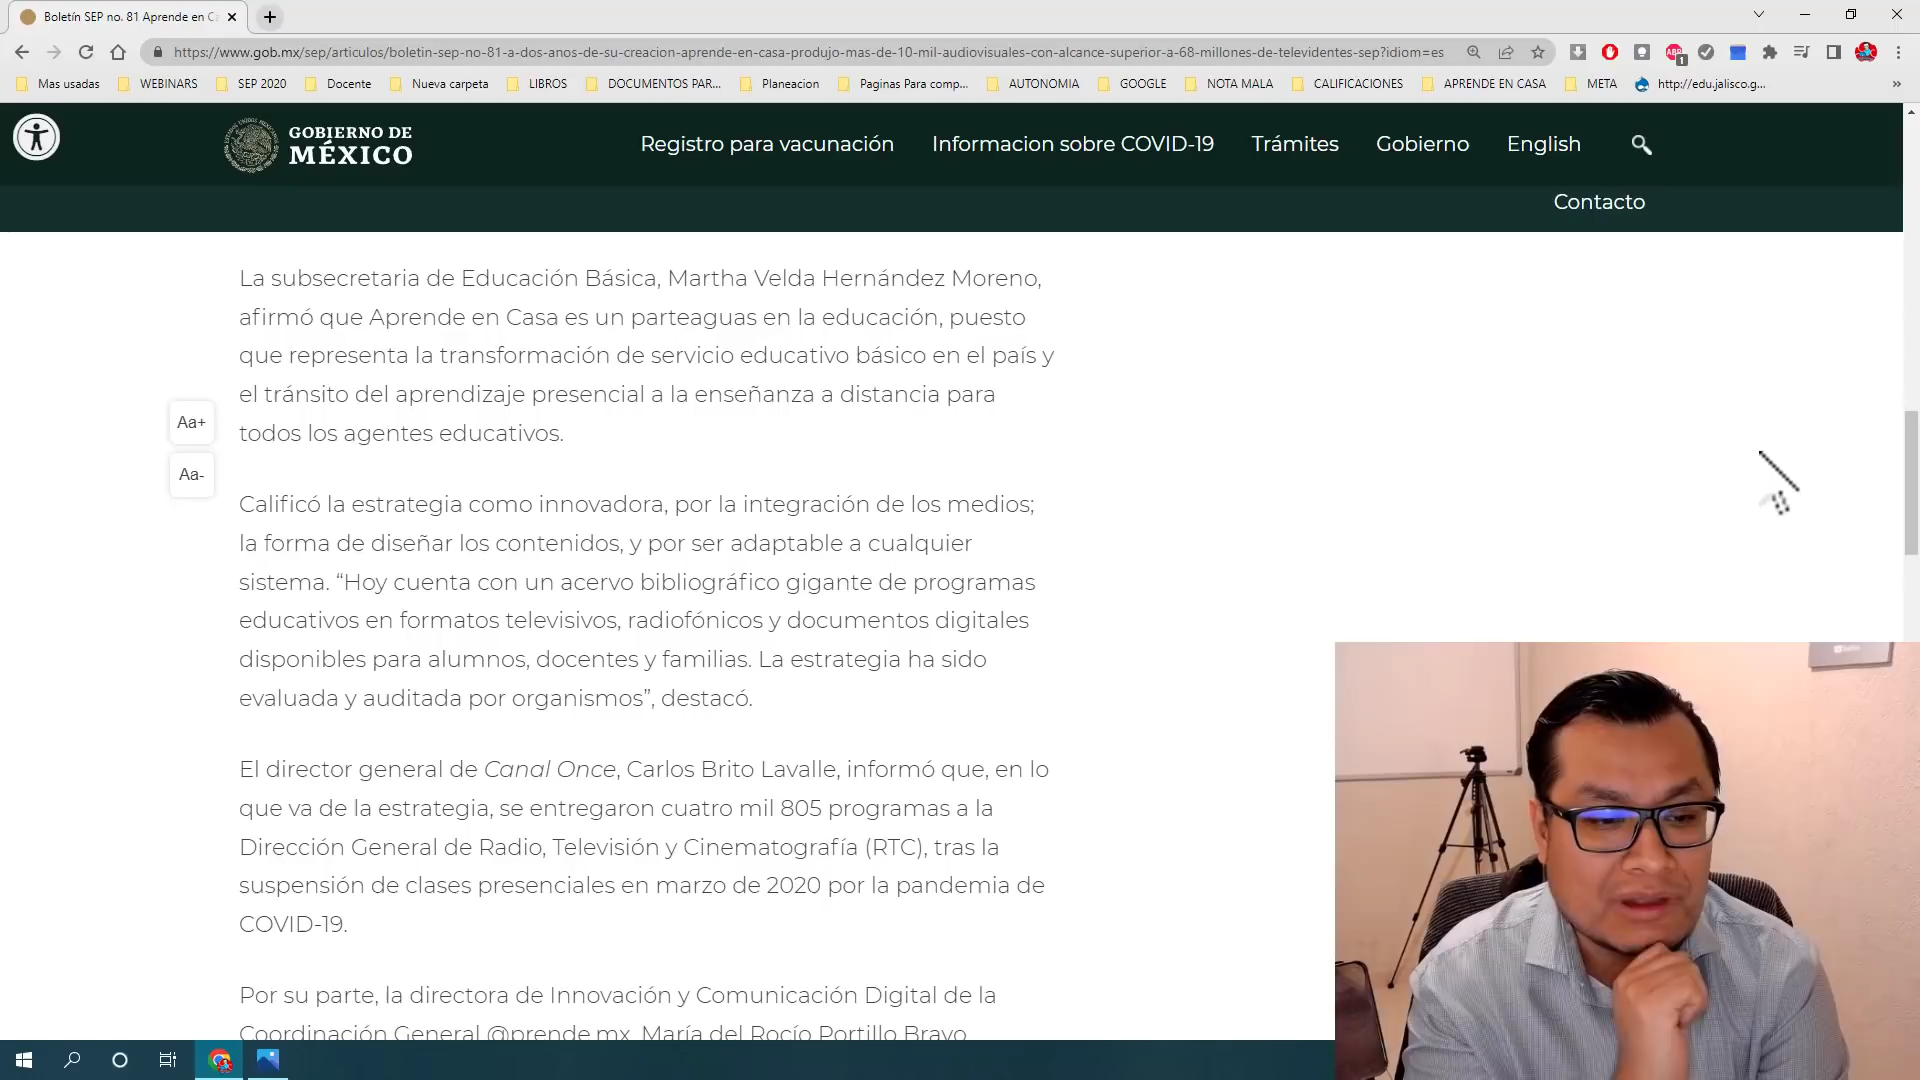 Boletín SEP no. 81 Aprende en C
https://www.gob.mx/sep/articulos/boletin-sep-no-81-a-dos-anos-de-su-creacion-aprende-en-casa-produjo-mas-de-10-mil-audiovisuales-con-alcance-superior-a-68-millones-de-televidentes-sep?idiom=es
ABP
1
Mas usadas
WEBINARS
SEP 2020
Docente
Nueva carpeta
LIBROS
DOCUMENTOS PAR...
Planeacion
Paginas Para comp...
AUTONOMIA
GOOGLE
NOTA MALA
CALIFICACIONES
APRENDE EN CASA
META
http://edu.jalisco.g...
»
GOBIERNO DE
MÉXICO
Registro para vacunación
Informacion sobre COVID-19
Trámites
Gobierno
English
Contacto
Aa+
Aa-
La subsecretaria de Educación Básica, Martha Velda Hernández Moreno,
afirmó que Aprende en Casa es un parteaguas en la educación, puesto
que representa la transformación de servicio educativo básico en el país y
el tránsito del aprendizaje presencial a la enseñanza a distancia para
todos los agentes educativos.
Calificó la estrategia como innovadora, por la integración de los medios;
la forma de diseñar los contenidos, y por ser adaptable a cualquier
sistema. “Hoy cuenta con un acervo bibliográfico gigante de programas
educativos en formatos televisivos, radiofónicos y documentos digitales
disponibles para alumnos, docentes y familias. La estrategia ha sido
evaluada y auditada por organismos”, destacó.
El director general de Canal Once, Carlos Brito Lavalle, informó que, en lo
que va de la estrategia, se entregaron cuatro mil 805 programas a la
Dirección General de Radio, Televisión y Cinematografía (RTC), tras la
suspensión de clases presenciales en marzo de 2020 por la pandemia de
COVID-19.
Por su parte, la directora de Innovación y Comunicación Digital de la
Coordinación General @prende.mx, María del Rocío Portillo Bravo